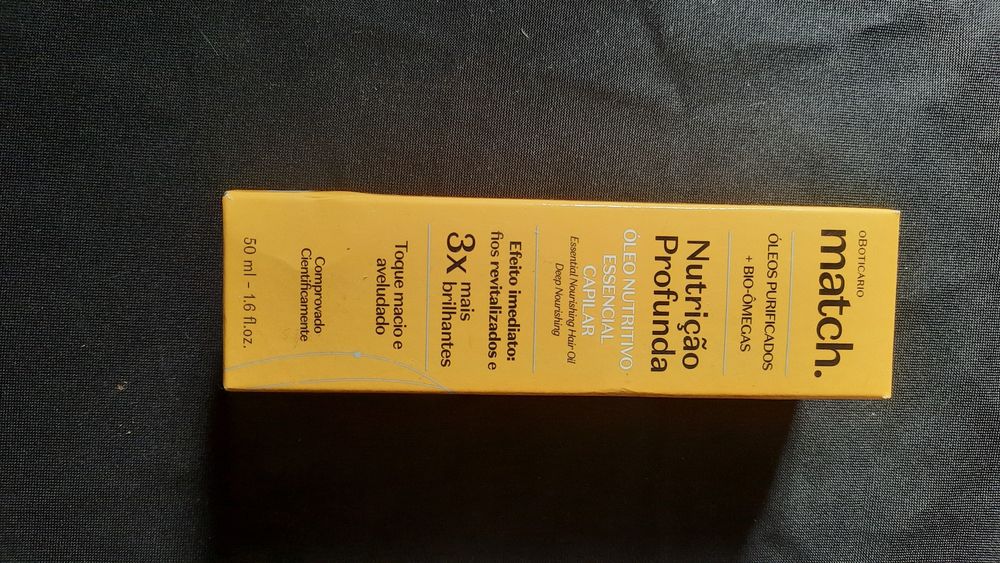 oBOTICÁRIO
match.
ÓLEOS PURIFICADOS
+ BIO-ÔMEGAS
Nutrição
Profunda
ÓLEO NUTRITIVO
ESSENCIAL
CAPILAR
Essential Nourishing Hair Oil
Deep Nourishing
Efeito imediato:
fios revitalizados e
3x mais
brilhantes
Toque macio e
aveludado
Comprovado
Cientificamente
50 ml - 1.6 fl.oz.